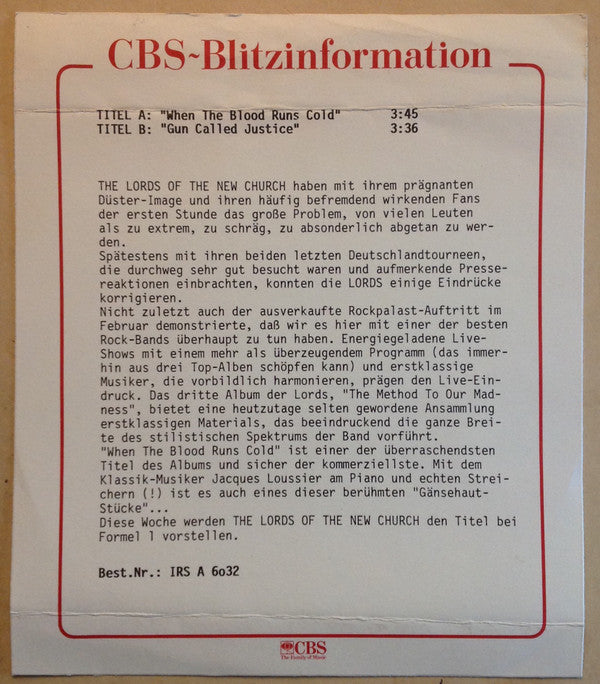 CBS~Blitzinformation
TITEL A: "When The Blood Runs Cold" 3:45
TITEL B: "Gun Called Justice" 3:36
THE LORDS OF THE NEW CHURCH haben mit ihrem prägnanten
Düster-Image und ihren häufig befremdend wirkenden Fans
der ersten Stunde das große Problem, von vielen Leuten
als zu extrem, zu schräg, zu absonderlich abgetan zu wer-
den.
Spätestens mit ihren beiden letzten Deutschlandtourneen,
die durchweg sehr gut besucht waren und aufmerkende Presse-
reaktionen einbrachten, konnten die LORDS einige Eindrücke
korrigieren.
Nicht zuletzt auch der ausverkaufte Rockpalast-Auftritt im
Februar demonstrierte, daß wir es hier mit einer der besten
Rock-Bands überhaupt zu tun haben. Energiegeladene Live-
Shows mit einem mehr als überzeugendem Programm (das immer-
hin aus drei Top-Alben schöpfen kann) und erstklassige
Musiker, die vorbildlich harmonieren, prägen den Live-Ein-
druck. Das dritte Album der Lords, "The Method To Our Mad-
ness", bietet eine heutzutage selten gewordene Ansammlung
erstklassigen Materials, das beeindruckend die ganze Brei-
te des stilistischen Spektrums der Band vorführt.
"When The Blood Runs Cold" ist einer der überraschendsten
Titel des Albums und sicher der kommerziellste. Mit dem
Klassik-Musiker Jacques Loussier am Piano und echten Strei-
chern (!) ist es auch eines dieser berühmten "Gänsehaut-
Stücke"...
Diese Woche werden THE LORDS OF THE NEW CHURCH den Titel bei
Formel 1 vorstellen.
Best.Nr.: IRS A 6o32
CBS
The Family of Music